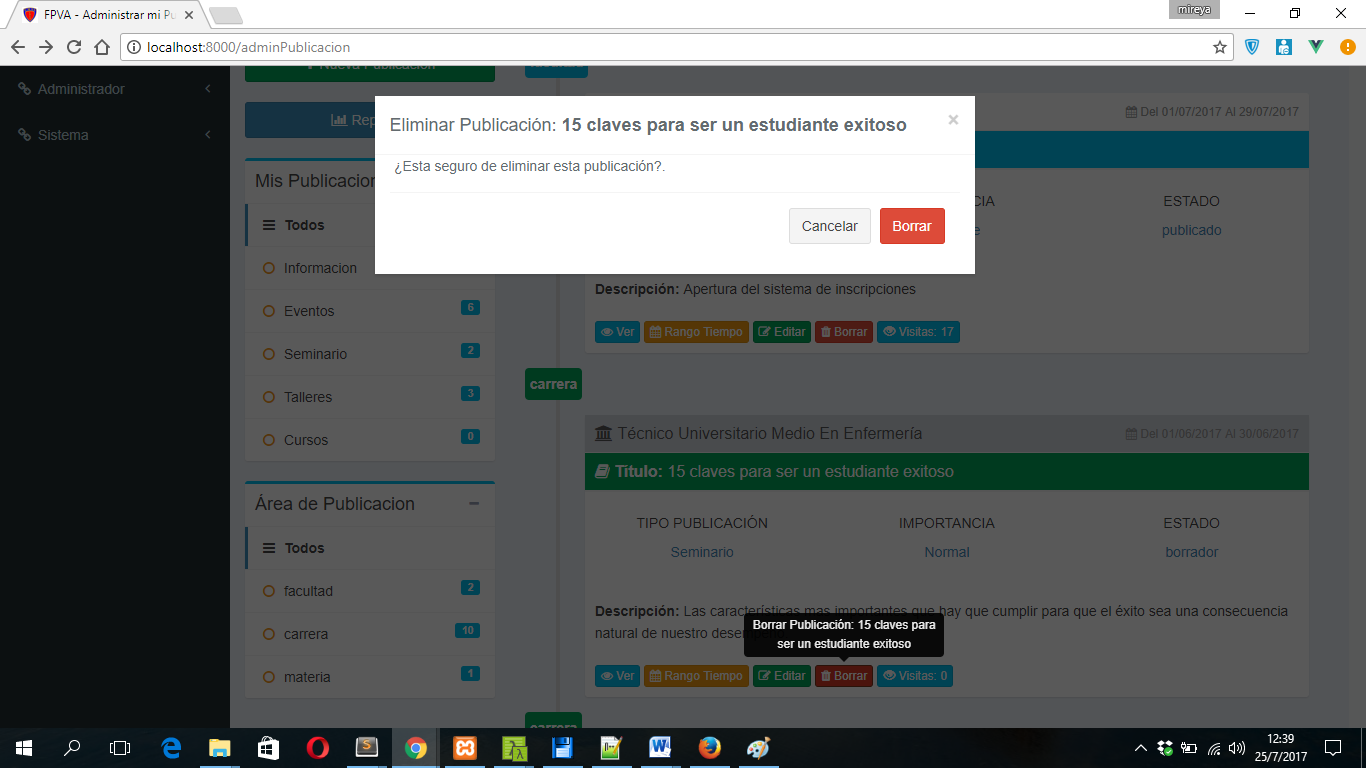 FPVA - Administrar mi Pu
mireya
localhost:8000/adminPublicacion
Administrador
Sistema
Nueva Publicación
Rep
Eliminar Publicación: 15 claves para ser un estudiante exitoso
¿Esta seguro de eliminar esta publicación?.
Cancelar
Borrar
Mis Publicacion
Todos
Informacion
Eventos 6
Seminario 2
Talleres 3
Cursos 0
Área de Publicacion
Todos
facultad 2
carrera 10
materia 1
Del 01/07/2017 Al 29/07/2017
CIA
ESTADO
e
publicado
Descripción: Apertura del sistema de inscripciones
Ver Rango Tiempo Editar Borrar Visitas: 17
carrera
Técnico Universitario Medio En Enfermería
Del 01/06/2017 Al 30/06/2017
Titulo: 15 claves para ser un estudiante exitoso
TIPO PUBLICACIÓN IMPORTANCIA ESTADO
Seminario Normal borrador
Descripción: Las características mas importantes que hay que cumplir para que el éxito sea una consecuencia
natural de nuestro desem
Borrar Publicación: 15 claves para
ser un estudiante exitoso
Ver Rango Tiempo Editar Borrar Visitas: 0
carrera
12:39
25/7/2017